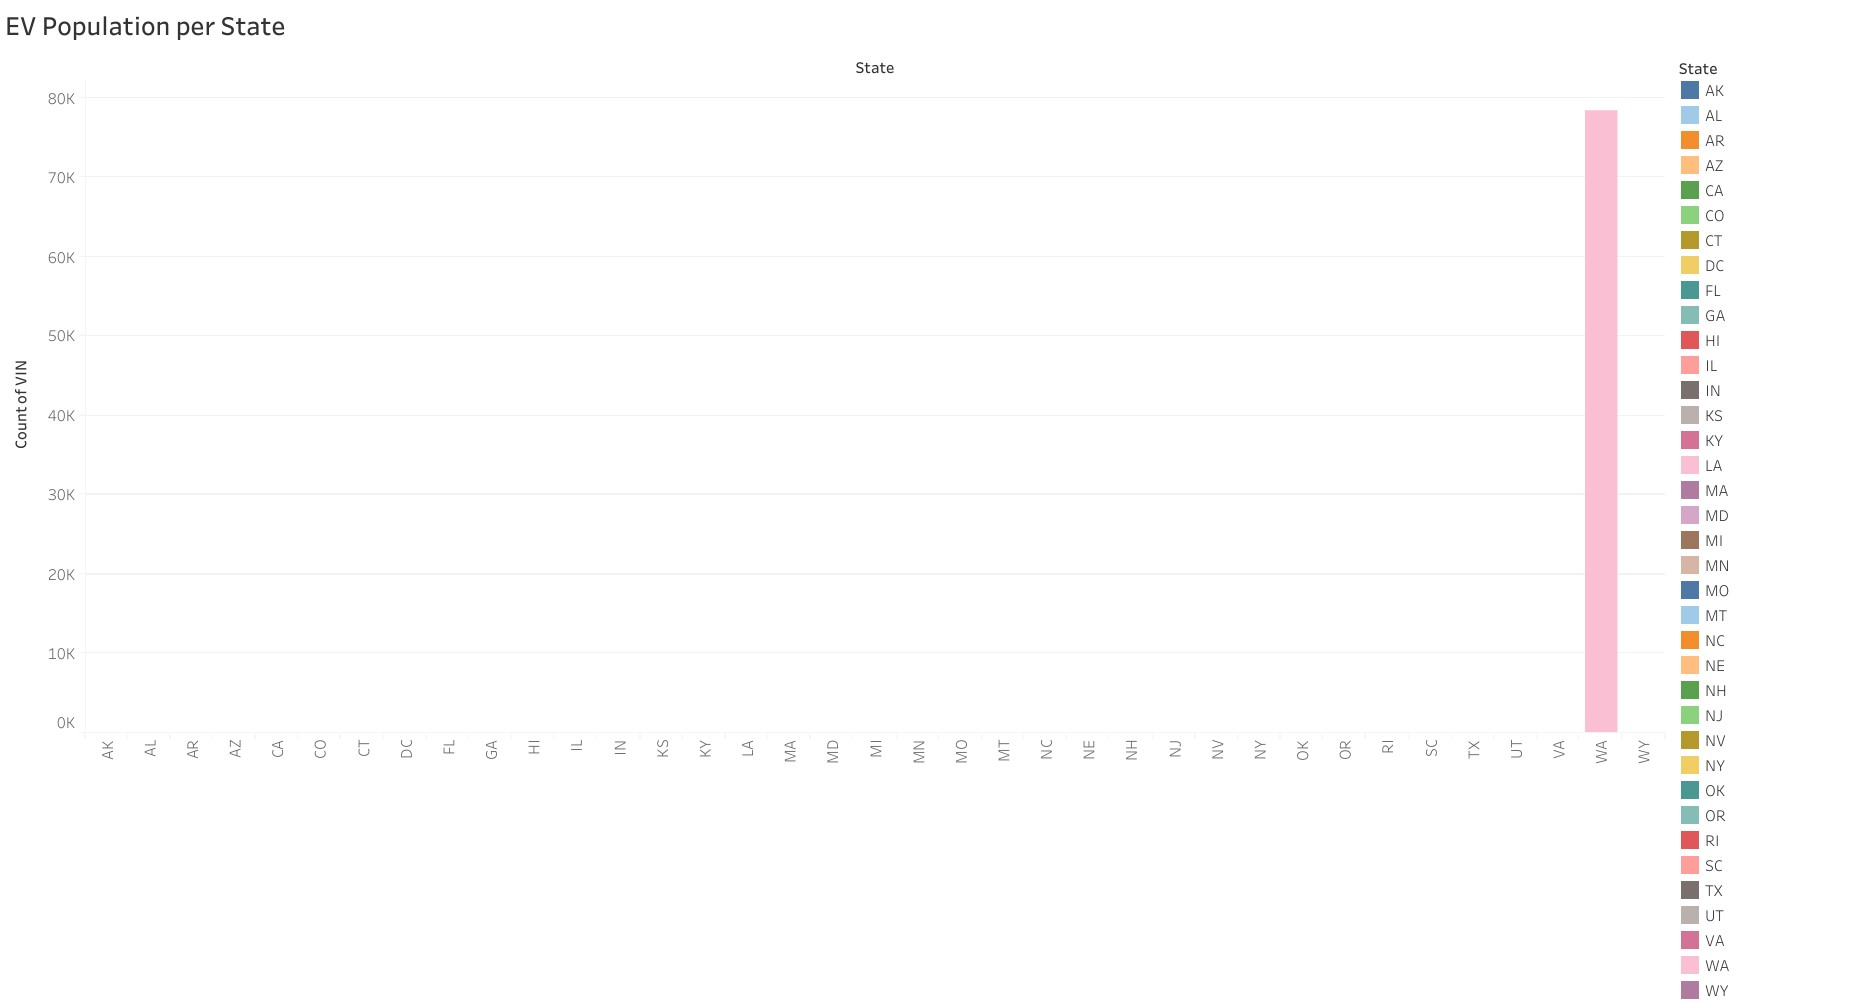 EV Population per State
State
80K
70K
60K
50K
40K
30K
20K
10K
0K
Count of VIN
AK AL AR AZ CA CO CT DC FL GA HI IL IN KS KY LA MA MD MI MN MO MT NC NE NH NJ NV NY OK OR RI SC TX UT VA WA WY
State
AK
AL
AR
AZ
CA
CO
CT
DC
FL
GA
HI
IL
IN
KS
KY
LA
MA
MD
MI
MN
MO
MT
NC
NE
NH
NJ
NV
NY
OK
OR
RI
SC
TX
UT
VA
WA
WY